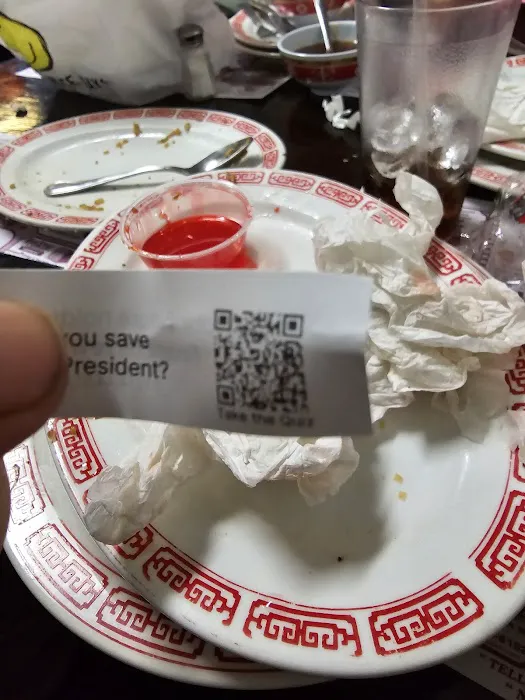 ou save
President?
Take the Quiz